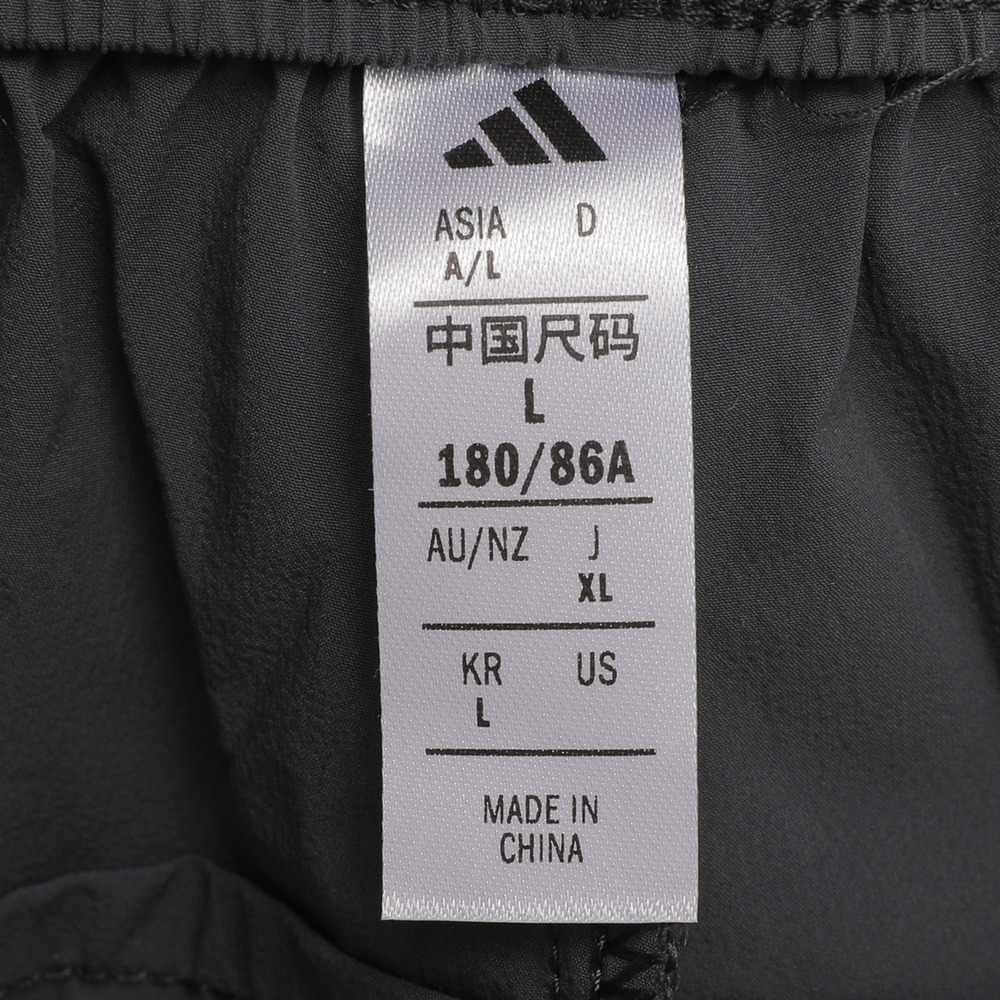 ASIA D
A/L
中国尺码
L
180/86A
AU/NZ J
XL
KR US
L
MADE IN
CHINA